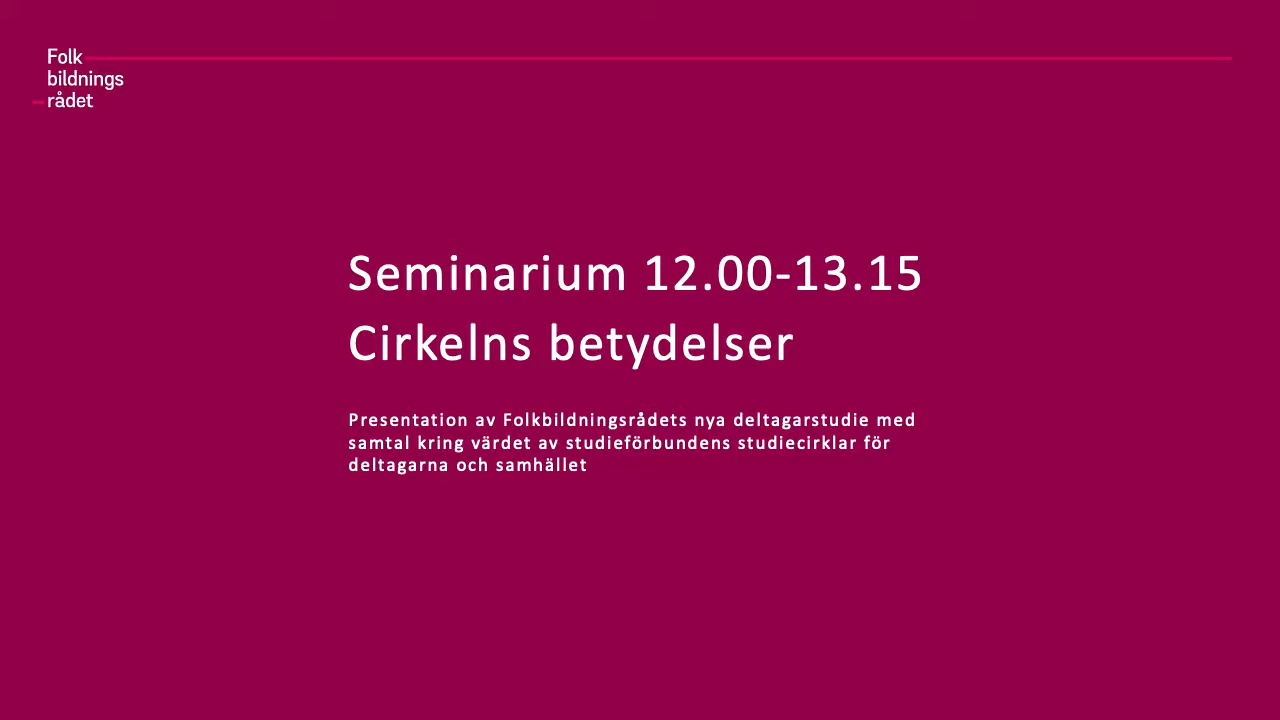 Folk
bildnings
rådet
Seminarium 12.00-13.15
Cirkelns betydelser
Presentation av Folkbildningsrådets nya deltagarstudie med
samtal kring värdet av studieförbundens studiecirklar för
deltagarna och samhället